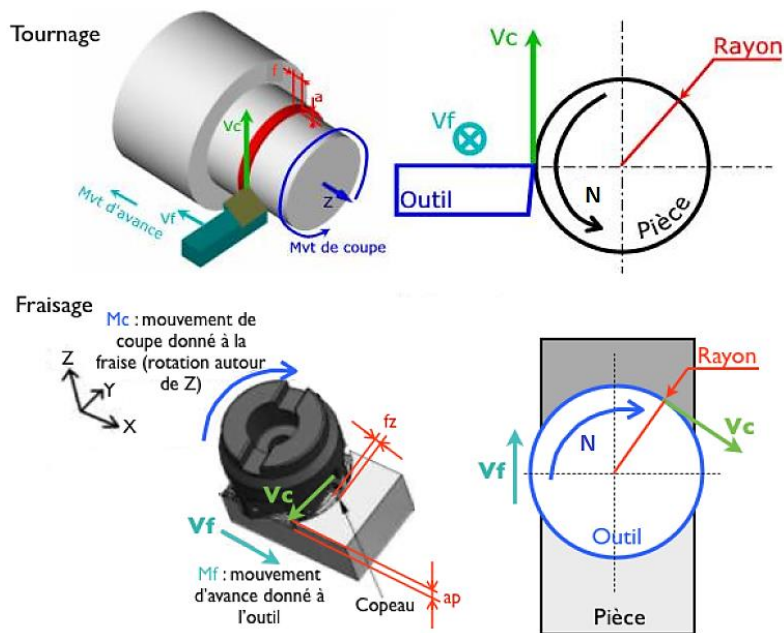 Tournage
f
a
Vc
Z
Mvt d'avance
Vf
Mvt de coupe
Vc
Rayon
Vf
Outil
N
Pièce
Fraisage
Mc : mouvement de
coupe donné à la
fraise (rotation autour
de Z)
Z
Y
X
fz
Vc
Vf
Mf : mouvement
d'avance donné à
l'outil
Copeau
ap
Rayon
Vc
N
Vf
Outil
Pièce